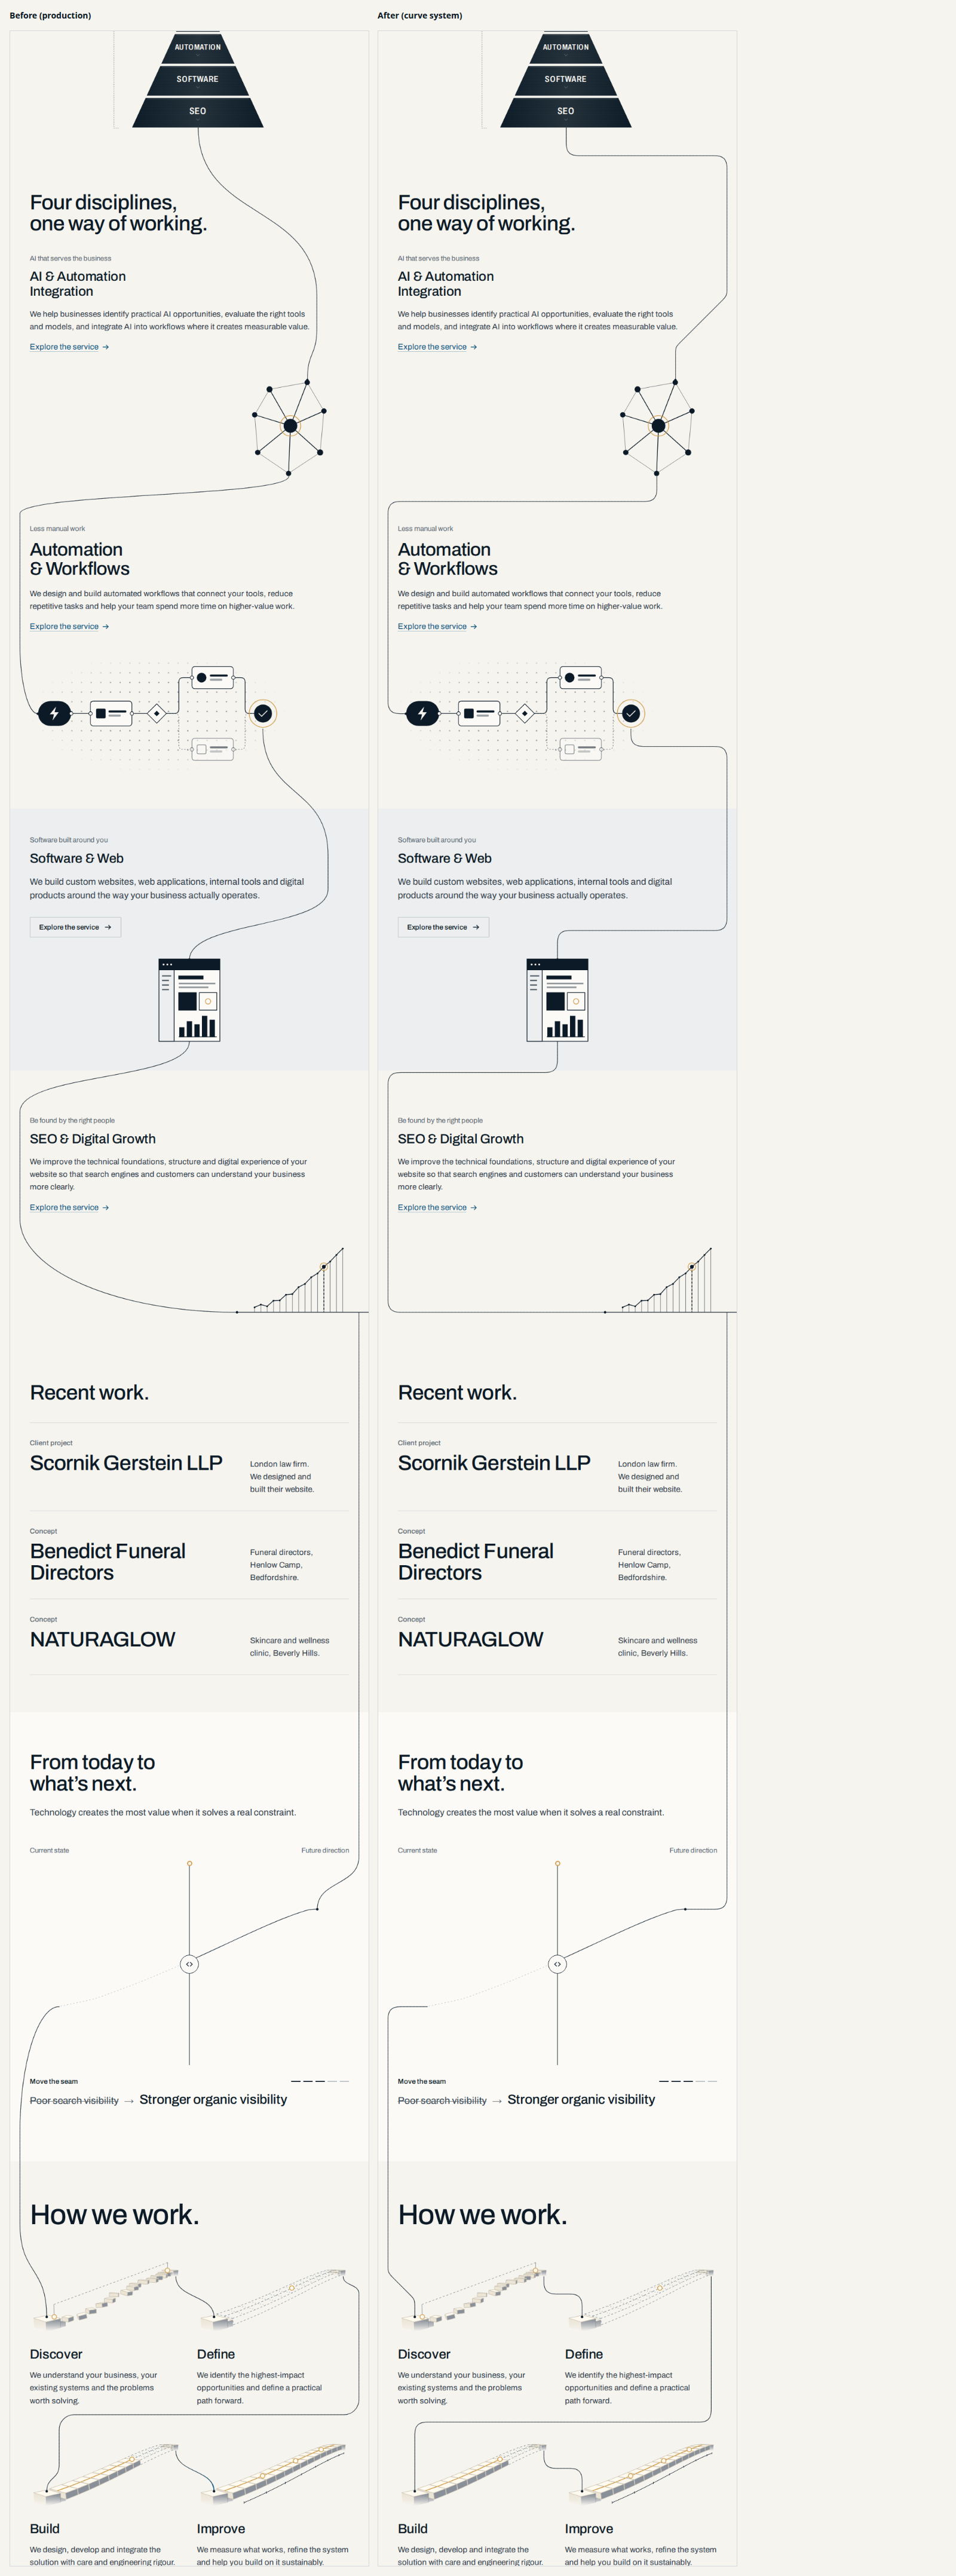 Before (production)
AUTOMATION
SOFTWARE
SEO
Four disciplines,
one way of working.
AI that serves the business
AI & Automation
Integration
We help businesses identify practical AI opportunities, evaluate the right tools
and models, and integrate AI into workflows where it creates measurable value.
Explore the service →
Less manual work
Automation
& Workflows
We design and build automated workflows that connect your tools, reduce
repetitive tasks and help your team spend more time on higher-value work.
Explore the service →
Software built around you
Software & Web
We build custom websites, web applications, internal tools and digital
products around the way your business actually operates.
Explore the service →
Be found by the right people
SEO & Digital Growth
We improve the technical foundations, structure and digital experience of your
website so that search engines and customers can understand your business
more clearly.
Explore the service →
Recent work.
Client project
Scornik Gerstein LLP
London law firm.
We designed and
built their website.
Concept
Benedict Funeral
Directors
Funeral directors,
Henlow Camp,
Bedfordshire.
Concept
NATURAGLOW
Skincare and wellness
clinic, Beverly Hills.
From today to
what's next.
Technology creates the most value when it solves a real constraint.
Current state
Future direction
Move the seam
Poor search visibility → Stronger organic visibility
How we work.
Discover
We understand your business, your
existing systems and the problems
worth solving.
Define
We identify the highest-impact
opportunities and define a practical
path forward.
Build
We design, develop and integrate the
solution with care and engineering rigour.
Improve
We measure what works, refine the system
and help you build on it sustainably.
After (curve system)
AUTOMATION
SOFTWARE
SEO
Four disciplines,
one way of working.
AI that serves the business
AI & Automation
Integration
We help businesses identify practical AI opportunities, evaluate the right tools
and models, and integrate AI into workflows where it creates measurable value.
Explore the service →
Less manual work
Automation
& Workflows
We design and build automated workflows that connect your tools, reduce
repetitive tasks and help your team spend more time on higher-value work.
Explore the service →
Software built around you
Software & Web
We build custom websites, web applications, internal tools and digital
products around the way your business actually operates.
Explore the service →
Be found by the right people
SEO & Digital Growth
We improve the technical foundations, structure and digital experience of your
website so that search engines and customers can understand your business
more clearly.
Explore the service →
Recent work.
Client project
Scornik Gerstein LLP
London law firm.
We designed and
built their website.
Concept
Benedict Funeral
Directors
Funeral directors,
Henlow Camp,
Bedfordshire.
Concept
NATURAGLOW
Skincare and wellness
clinic, Beverly Hills.
From today to
what's next.
Technology creates the most value when it solves a real constraint.
Current state
Future direction
Move the seam
Poor search visibility → Stronger organic visibility
How we work.
Discover
We understand your business, your
existing systems and the problems
worth solving.
Define
We identify the highest-impact
opportunities and define a practical
path forward.
Build
We design, develop and integrate the
solution with care and engineering rigour.
Improve
We measure what works, refine the system
and help you build on it sustainably.